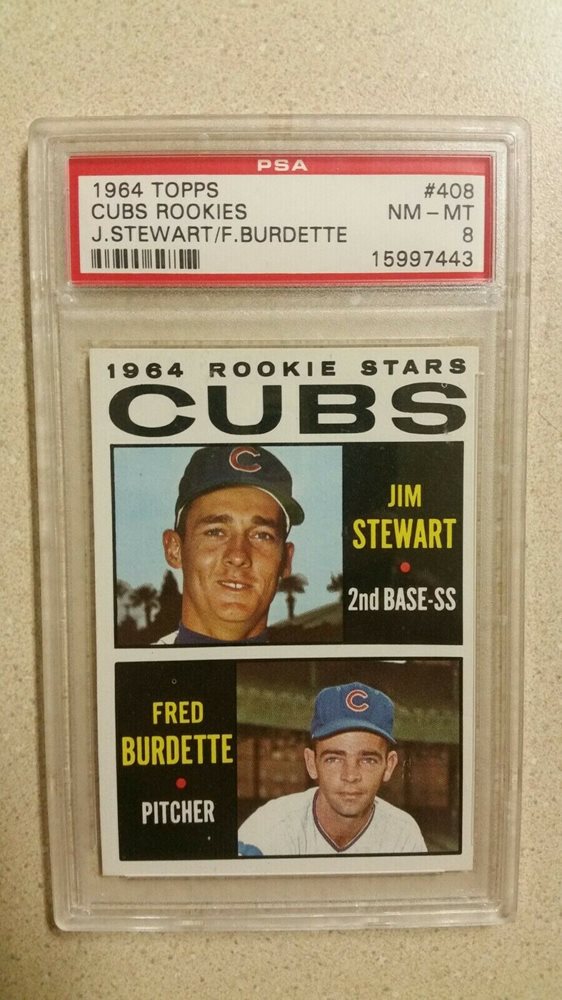 PSA
1964 TOPPS #408
CUBS ROOKIES NM - MT
J.STEWART/F.BURDETTE 8
15997443
1964 ROOKIE STARS
CUBS
C
JIM
STEWART
2nd BASE-SS
FRED
BURDETTE
PITCHER
C